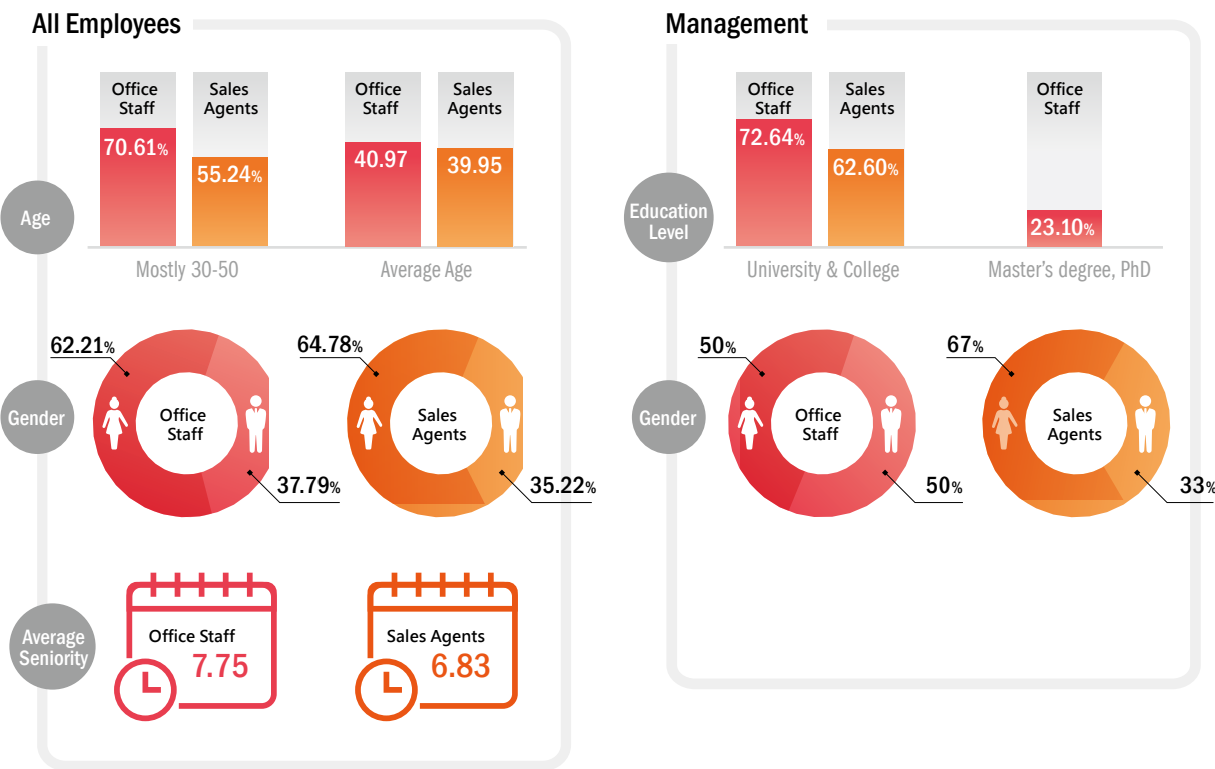 All Employees
Office
Staff
Sales
Agents
Office
Staff
Sales
Agents
70.61%
55.24%
40.97
39.95
Age
Mostly 30-50
Average Age
62.21%
64.78%
Gender
Office
Staff
Sales
Agents
37.79%
35.22%
Average
Seniority
Office Staff
7.75
Sales Agents
6.83
Management
Office
Staff
Sales
Agents
Office
Staff
72.64%
62.60%
23.10%
Education
Level
University & College
Master's degree, PhD
50%
67%
Gender
Office
Staff
Sales
Agents
50%
33%